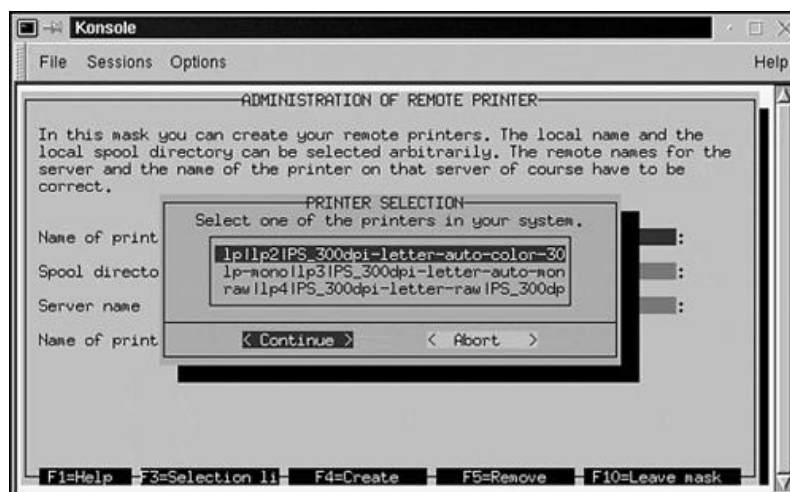 Konsole
File Sessions Options Help
ADMINISTRATION OF REMOTE PRINTER
In this mask you can create your remote printers. The local name and the
local spool directory can be selected arbitrarily. The remote names for the
server and the name of the printer on that server of course have to be
correct.
PRINTER SELECTION
Select one of the printers in your system.
Name of print :
lp|lp2|PS_300dpi-letter-auto-color-30
lp-mono|lp3|PS_300dpi-letter-auto-mon
Spool directo :
raw|lp4|PS_300dpi-letter-raw|PS_300dp
Server name :
Name of print
< Continue > < Abort >
F1=Help F3=Selection li F4=Create F5=Remove F10=Leave mask